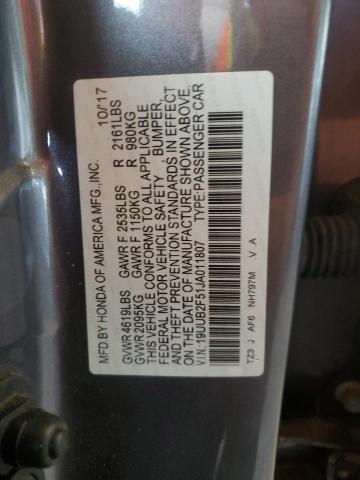 MFD. BY HONDA OF AMERICA MFG., INC. 10/17
GVWR 4619LBS GAWR F 2535LBS R 2161LBS
GVWR 2095KG GAWR F 1150KG R 980KG
THIS VEHICLE CONFORMS TO ALL APPLICABLE
FEDERAL MOTOR VEHICLE SAFETY, BUMPER,
AND THEFT PREVENTION STANDARDS IN EFFECT
ON THE DATE OF MANUFACTURE SHOWN ABOVE.
V.I.N.:19UUB2F51JA011807 TYPE:PASSENGER CAR
TZ3 J AF6 NH797M V A